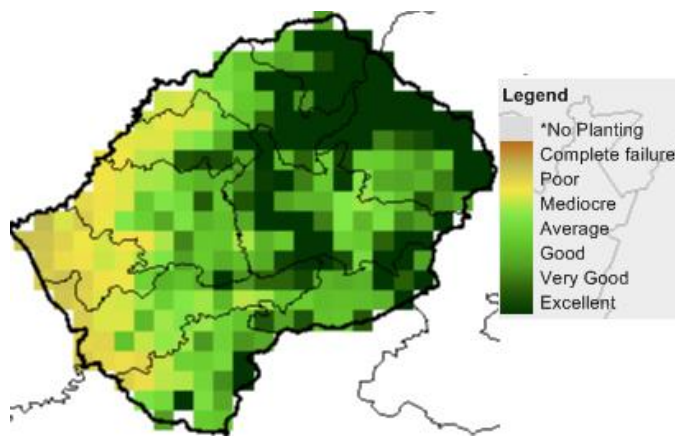 Legend
*No Planting
Complete failure
Poor
Mediocre
Average
Good
Very Good
Excellent